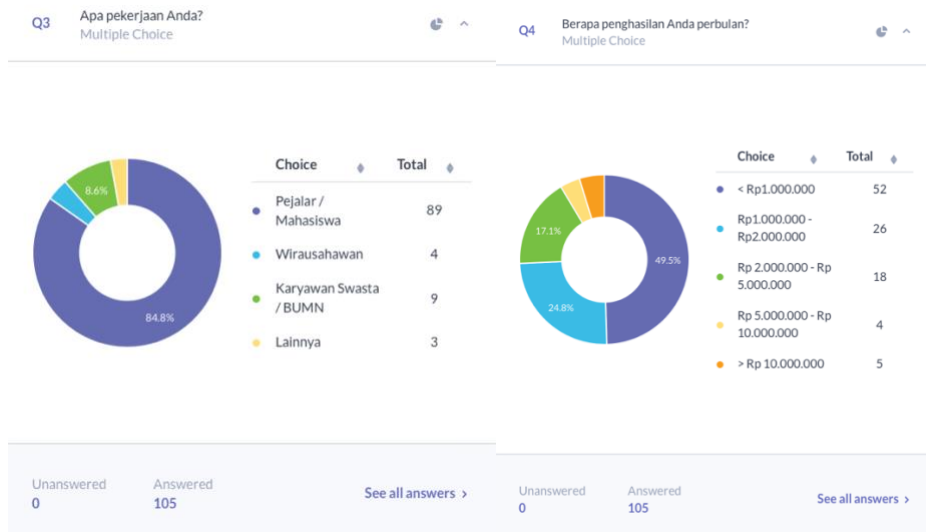 Q3
Apa pekerjaan Anda?
Multiple Choice
8.6%
84.8%
Choice Total
Pejalar /
Mahasiswa
89
Wirausahawan 4
Karyawan Swasta
/ BUMN
9
Lainnya 3
Unanswered Answered
0 105
See all answers >
Q4
Berapa penghasilan Anda perbulan?
Multiple Choice
17.1%
49.5%
24.8%
Choice Total
< Rp1.000.000 52
Rp1.000.000 -
Rp2.000.000
26
Rp 2.000.000 - Rp
5.000.000
18
Rp 5.000.000 - Rp
10.000.000
4
> Rp 10.000.000 5
Unanswered Answered
0 105
See all answers >